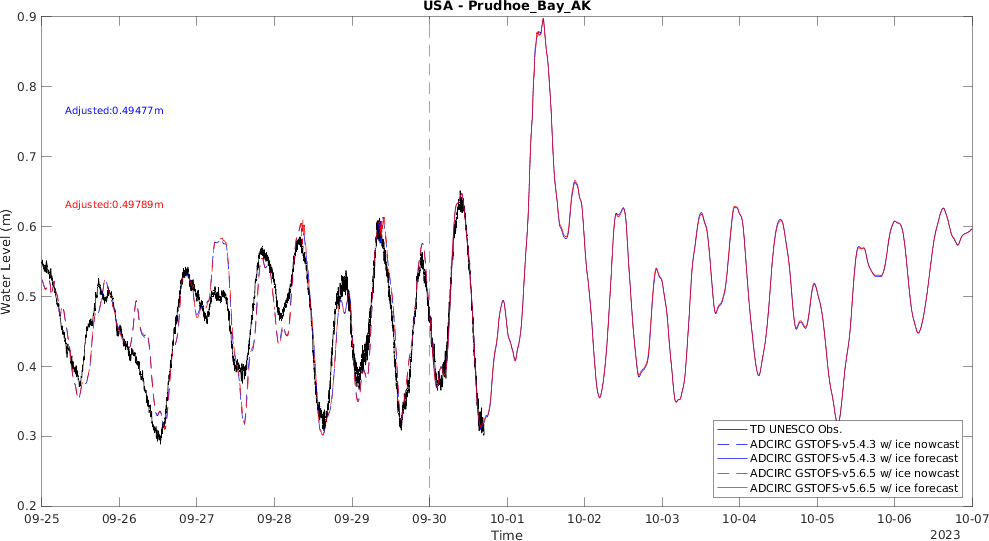 USA - Prudhoe_Bay_AK
0.9
0.8
0.7
0.6
0.5
0.4
0.3
0.2
Water Level (m)
Adjusted:0.49477m
Adjusted:0.49789m
TD UNESCO Obs.
ADCIRC GSTOFS-v5.4.3 w/ ice nowcast
ADCIRC GSTOFS-v5.4.3 w/ ice forecast
ADCIRC GSTOFS-v5.6.5 w/ ice nowcast
ADCIRC GSTOFS-v5.6.5 w/ ice forecast
09-25 09-26 09-27 09-28 09-29 09-30 10-01 10-02 10-03 10-04 10-05 10-06 10-07
Time
2023